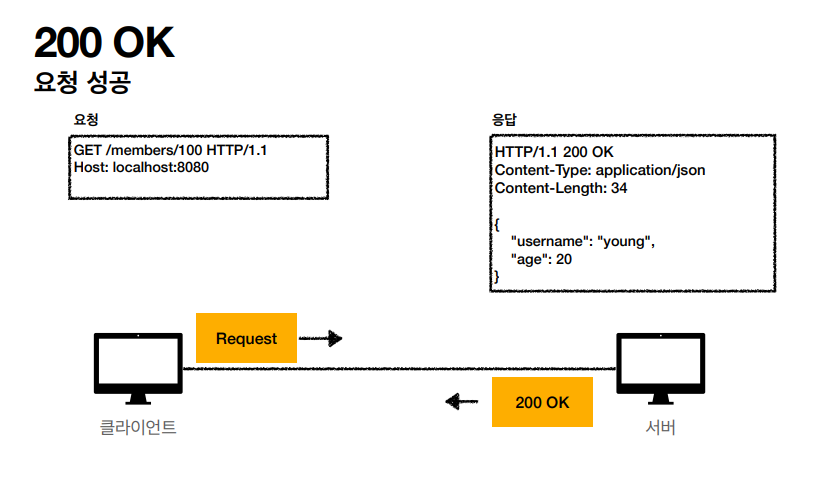 200 OK
요청 성공
요청
GET /members/100 HTTP/1.1
Host: localhost:8080
응답
HTTP/1.1 200 OK
Content-Type: application/json
Content-Length: 34
{
"username": "young",
"age": 20
}
Request
200 OK
클라이언트
서버